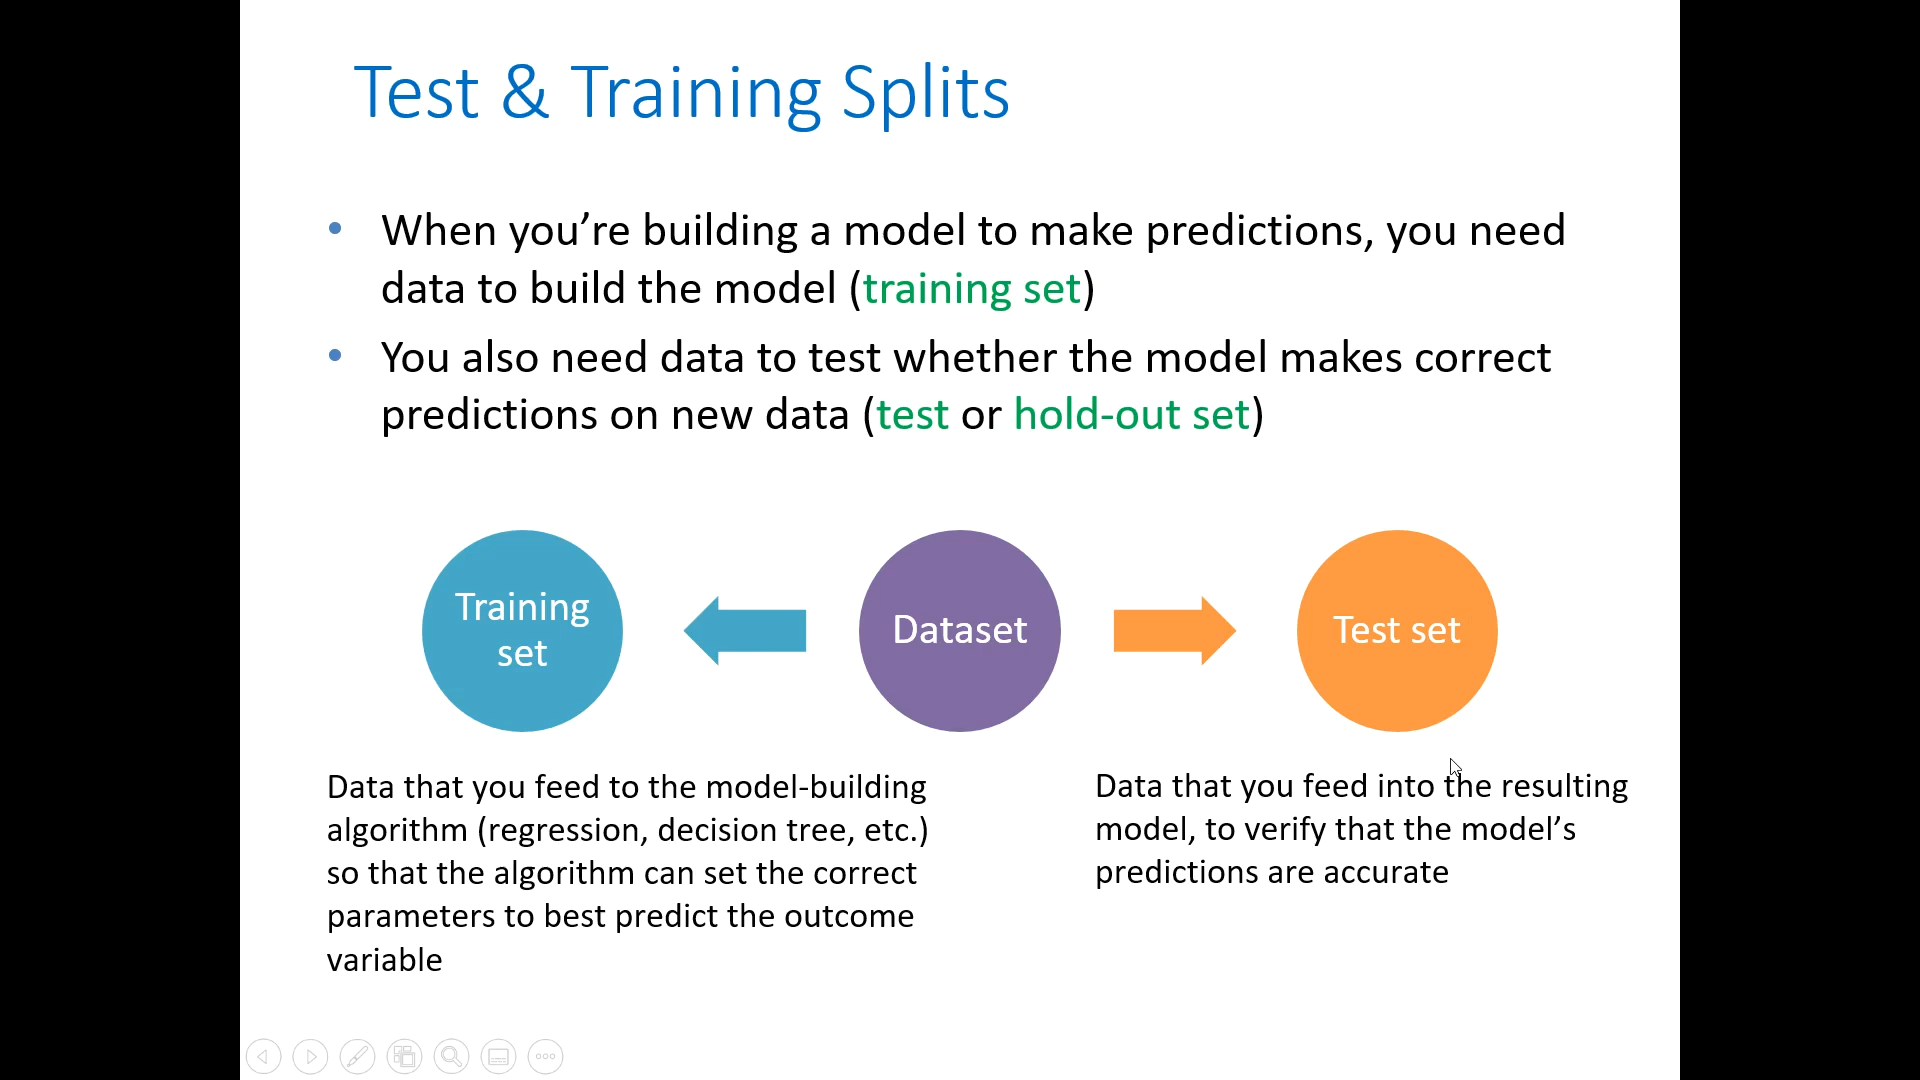 Test & Training Splits
• When you’re building a model to make predictions, you need
data to build the model (training set)
• You also need data to test whether the model makes correct
predictions on new data (test or hold-out set)
Training
set
Dataset
Test set
Data that you feed to the model-building
algorithm (regression, decision tree, etc.)
so that the algorithm can set the correct
parameters to best predict the outcome
variable
Data that you feed into the resulting
model, to verify that the model’s
predictions are accurate